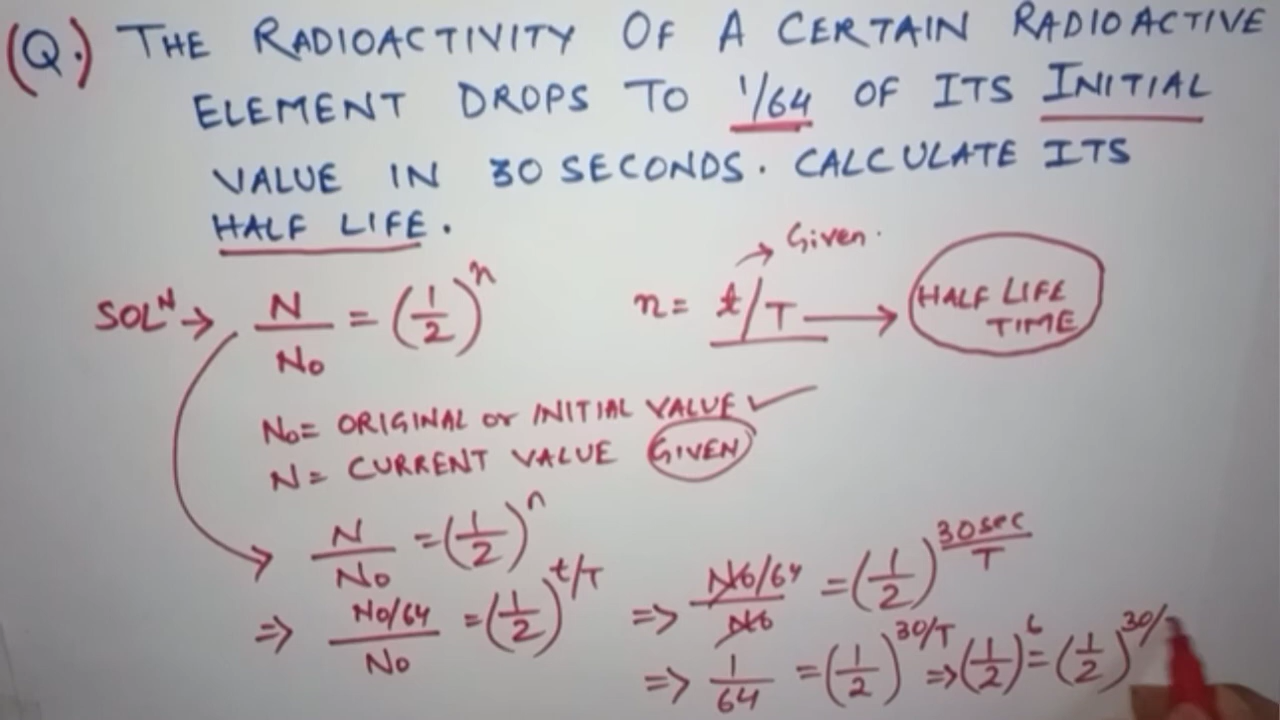 (Q.) THE RADIOACTIVITY OF A CERTAIN RADIOACTIVE
ELEMENT DROPS TO 1/64 OF ITS INITIAL
VALUE IN 30 SECONDS. CALCULATE ITS
HALF LIFE.
Given.
SOLᴺ → N/N₀ = (1/2)ⁿ
n = t/T → HALF LIFE TIME
N₀ = ORIGINAL or INITIAL VALUE ✓
N = CURRENT VALUE GIVEN
N/N₀ = (1/2)ⁿ
⇒ (N₀/64)/N₀ = (1/2)^(t/T)
⇒ (N₀/64)/N₀ = (1/2)^(30sec/T)
⇒ 1/64 = (1/2)^(30/T) ⇒ (1/2)^6 = (1/2)^(30/